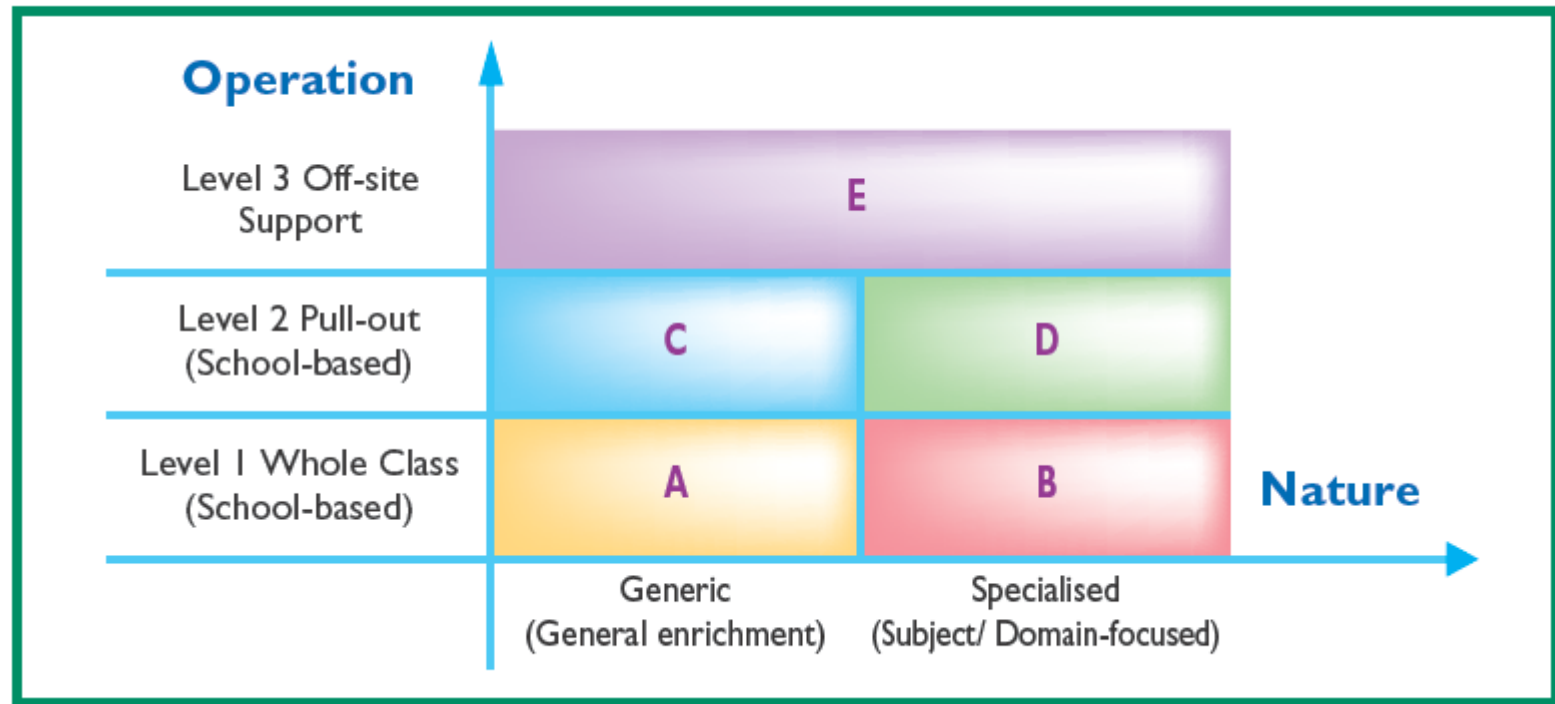 Operation
Level 3 Off-site
Support
E
Level 2 Pull-out
(School-based)
C
D
Level 1 Whole Class
(School-based)
A
B
Nature
Generic
(General enrichment)
Specialised
(Subject/ Domain-focused)